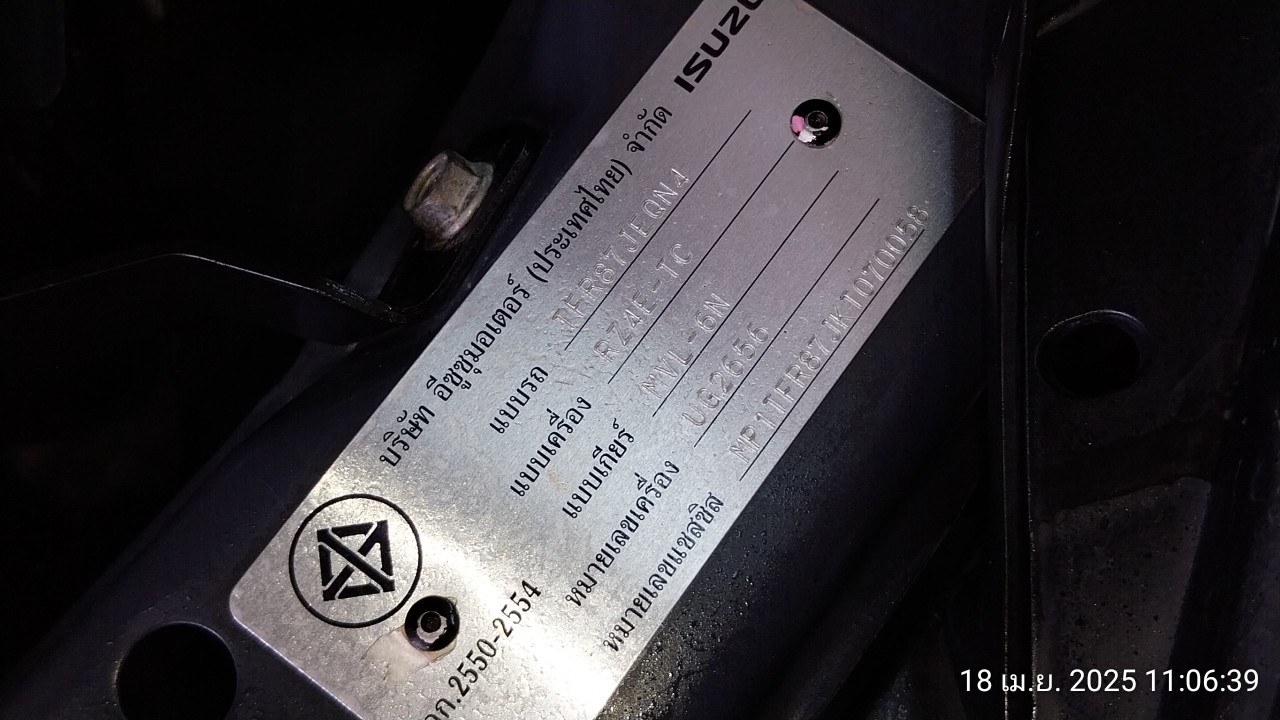 ISUZU
บริษัท อีซูซุมอเตอร์ (ประเทศไทย) จำกัด
แบบรถ TFR87JFQN4
แบบเครื่อง RZ4E-TC
แบบเกียร์ MVL-6N
หมายเลขเครื่อง UG2656
หมายเลขแชสซิส MP1TFR87JKT070058
มอก.2550-2554
18 เม.ย. 2025 11:06:39